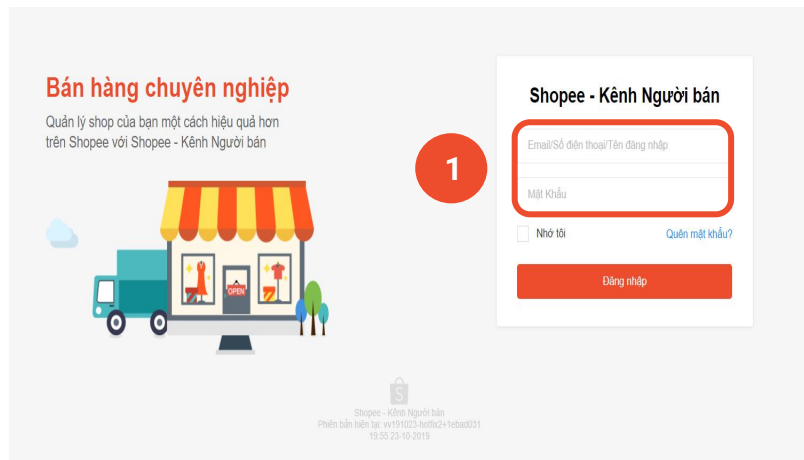 Bán hàng chuyên nghiệp
Quản lý shop của bạn một cách hiệu quả hơn
trên Shopee với Shopee - Kênh Người bán
OPEN
1
Shopee - Kênh Người bán
Email/Số điện thoại/Tên đăng nhập
Mật Khẩu
Nhớ tôi
Quên mật khẩu?
Đăng nhập
S
Shopee - Kênh Người bán
Phiên bản hiện tại: vv191023-hotfix2+1ebad031
19:55 23-10-2019